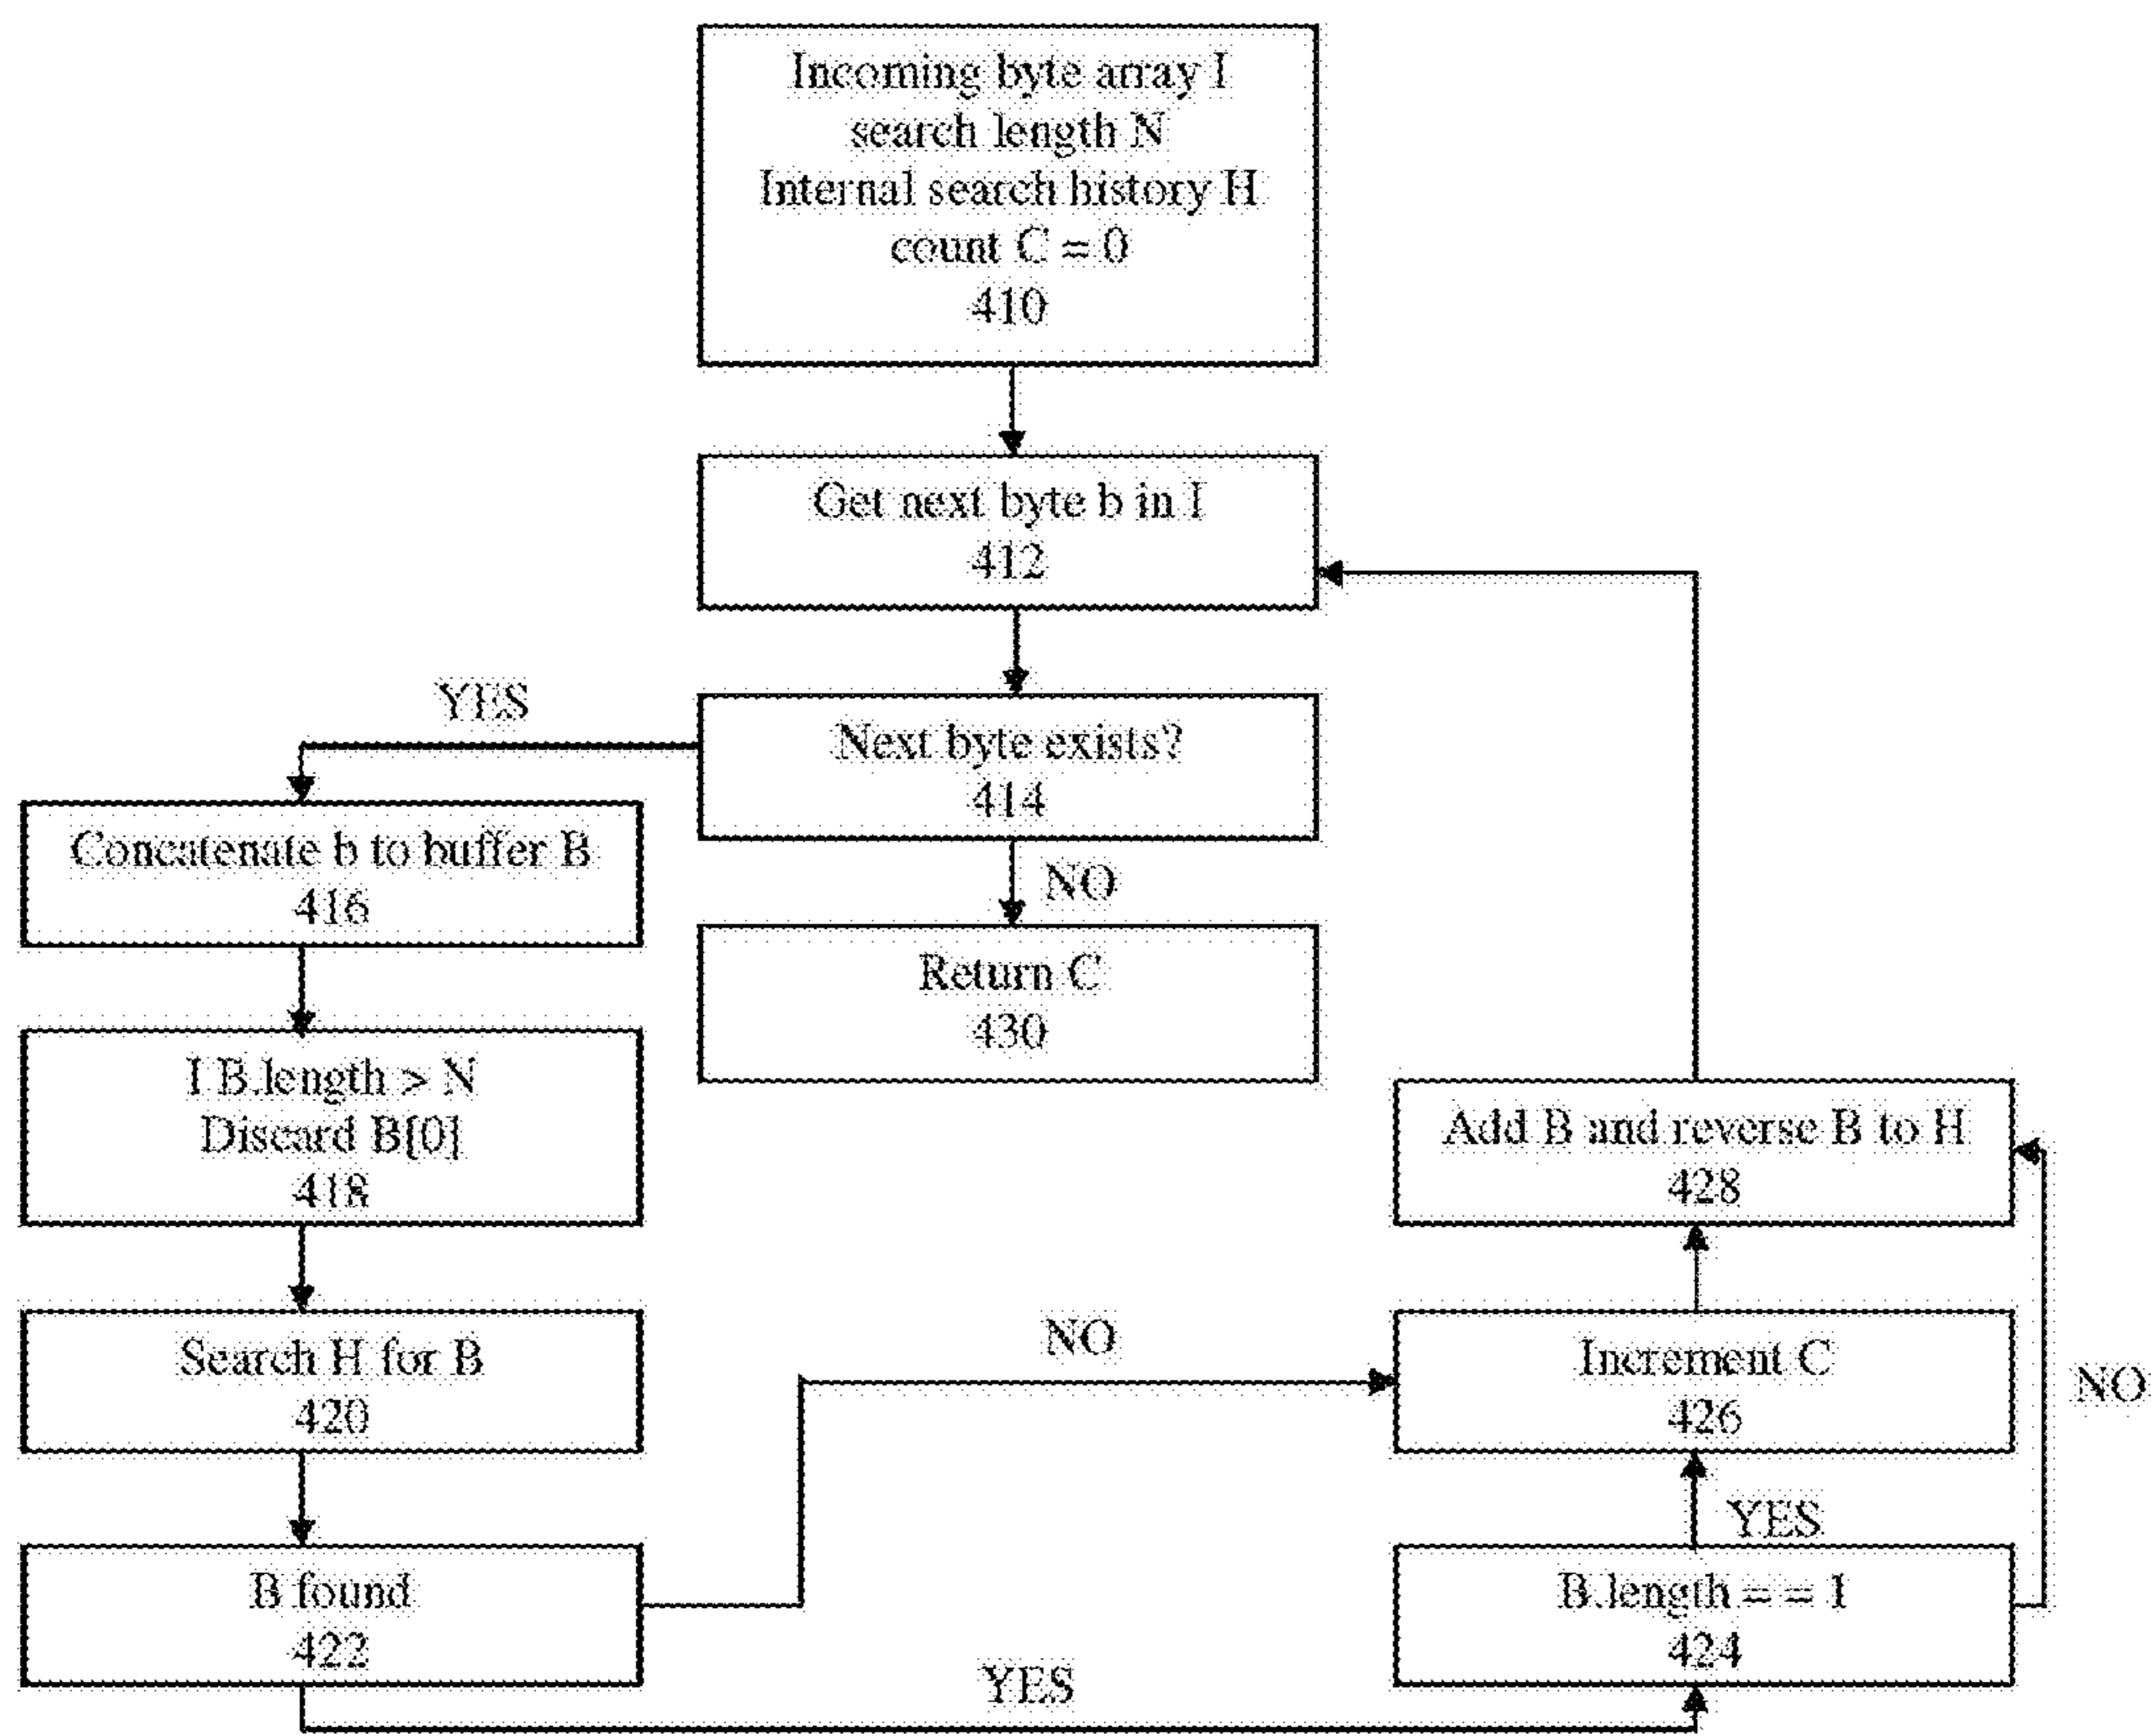 Incoming byte array I
search length N
Internal search history H
count C = 0
410
Get next byte b in I
412
YES
Next byte exists?
414
Concatenate b to buffer B
416
NO
Return C
430
I B.length > N
Discard B[0]
418
Add B and reverse B to H
428
Search H for B
420
NO
Increment C
426
NO
B found
422
YES
B.length = = 1
424
YES